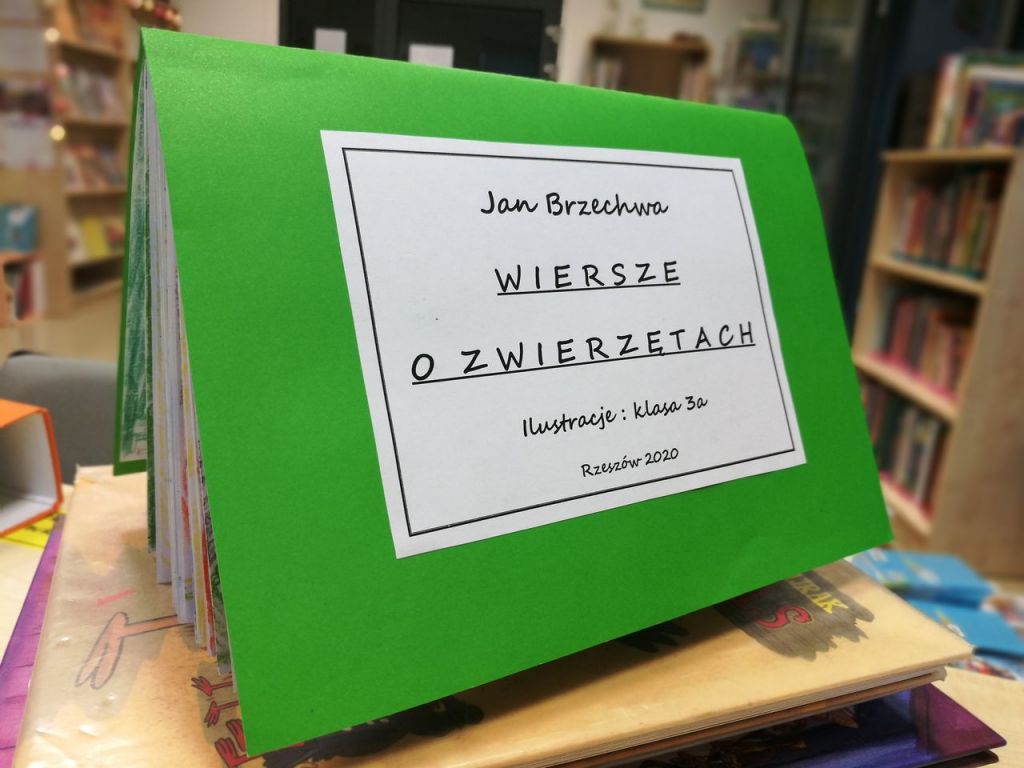 Jan Brzechwa
WIERSZE
O ZWIERZĘTACH
Ilustracje : klasa 3a
Rzeszów 2020